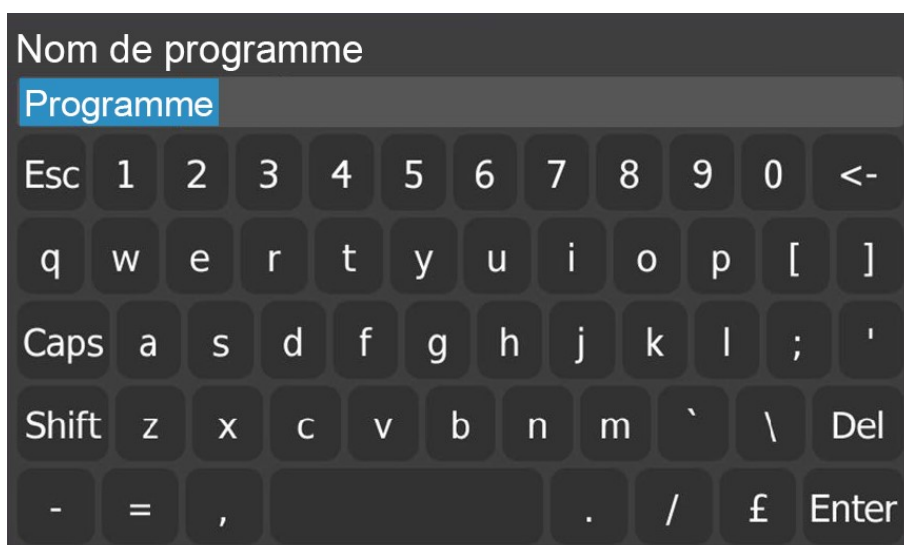 Nom de programme
Programme
Esc 1 2 3 4 5 6 7 8 9 0 <-
q w e r t y u i o p [ ]
Caps a s d f g h j k l ; '
Shift z x c v b n m ` \ Del
- = , . / £ Enter